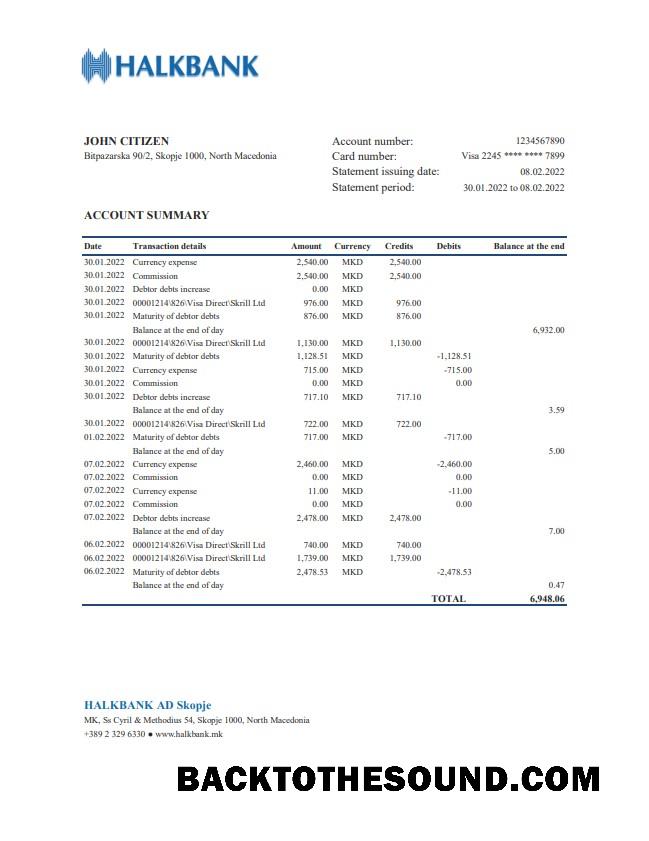 HALKBANK
JOHN CITIZEN
Bitpazarska 90/2, Skopje 1000, North Macedonia
Account number: 1234567890
Card number: Visa 2245 **** **** 7899
Statement issuing date: 08.02.2022
Statement period: 30.01.2022 to 08.02.2022
ACCOUNT SUMMARY
Date Transaction details Amount Currency Credits Debits Balance at the end
30.01.2022 Currency expense 2,540.00 MKD 2,540.00
30.01.2022 Commission 2,540.00 MKD 2,540.00
30.01.2022 Debtor debts increase 0.00 MKD
30.01.2022 00001214\826\Visa Direct\Skrill Ltd 976.00 MKD 976.00
30.01.2022 Maturity of debtor debts 876.00 MKD 876.00
Balance at the end of day 6,932.00
30.01.2022 00001214\826\Visa Direct\Skrill Ltd 1,130.00 MKD 1,130.00
30.01.2022 Maturity of debtor debts 1,128.51 MKD -1,128.51
30.01.2022 Currency expense 715.00 MKD -715.00
30.01.2022 Commission 0.00 MKD 0.00
30.01.2022 Debtor debts increase 717.10 MKD 717.10
Balance at the end of day 3.59
30.01.2022 00001214\826\Visa Direct\Skrill Ltd 722.00 MKD 722.00
01.02.2022 Maturity of debtor debts 717.00 MKD -717.00
Balance at the end of day 5.00
07.02.2022 Currency expense 2,460.00 MKD -2,460.00
07.02.2022 Commission 0.00 MKD 0.00
07.02.2022 Currency expense 11.00 MKD -11.00
07.02.2022 Commission 0.00 MKD 0.00
07.02.2022 Debtor debts increase 2,478.00 MKD 2,478.00
Balance at the end of day 7.00
06.02.2022 00001214\826\Visa Direct\Skrill Ltd 740.00 MKD 740.00
06.02.2022 00001214\826\Visa Direct\Skrill Ltd 1,739.00 MKD 1,739.00
06.02.2022 Maturity of debtor debts 2,478.53 MKD -2,478.53
Balance at the end of day 0.47
TOTAL 6,948.06
HALKBANK AD Skopje
MK, Ss Cyril & Methodius 54, Skopje 1000, North Macedonia
+389 2 329 6330 ● www.halkbank.mk
BACKTOTHESOUND.COM